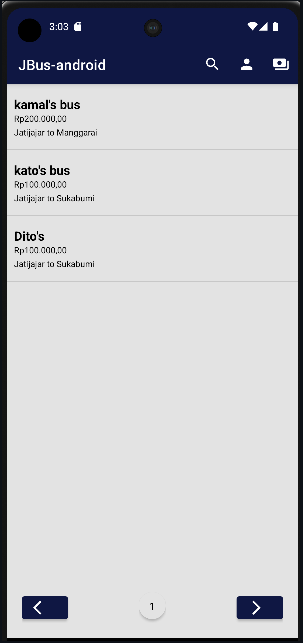 3:03
JBus-android
kamal's bus
Rp200.000,00
Jatijajar to Manggarai
kato's bus
Rp100.000,00
Jatijajar to Sukabumi
Dito's
Rp100.000,00
Jatijajar to Sukabumi
1